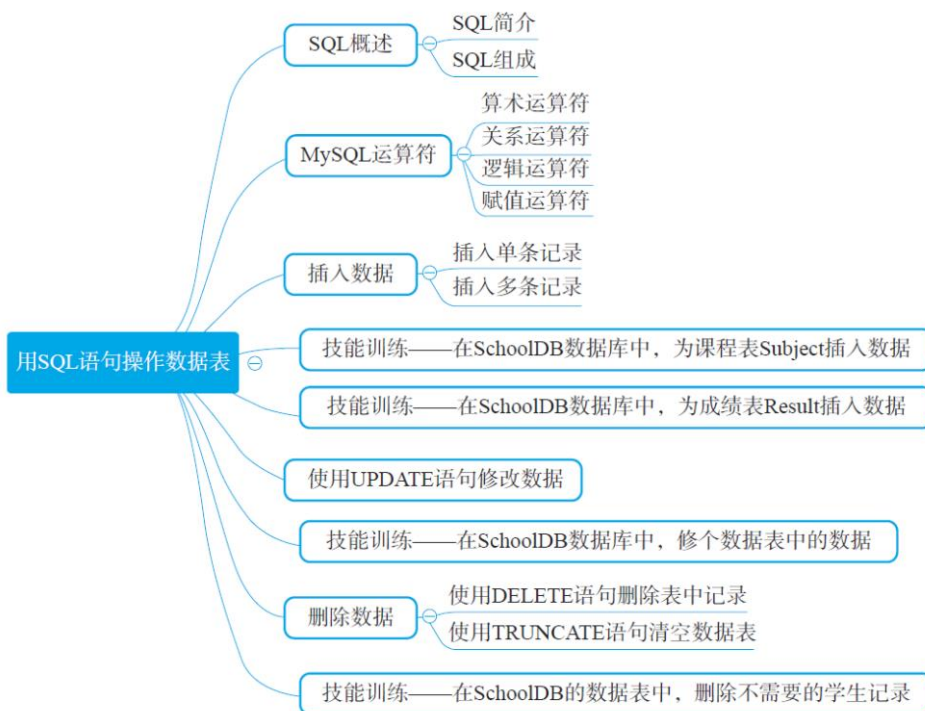 SQL概述
SQL简介
SQL组成
MySQL运算符
算术运算符
关系运算符
逻辑运算符
赋值运算符
插入数据
插入单条记录
插入多条记录
用SQL语句操作数据表
技能训练——在SchoolDB数据库中，为课程表Subject插入数据
技能训练——在SchoolDB数据库中，为成绩表Result插入数据
使用UPDATE语句修改数据
技能训练——在SchoolDB数据库中，修个数据表中的数据
删除数据
使用DELETE语句删除表中记录
使用TRUNCATE语句清空数据表
技能训练——在SchoolDB的数据表中，删除不需要的学生记录